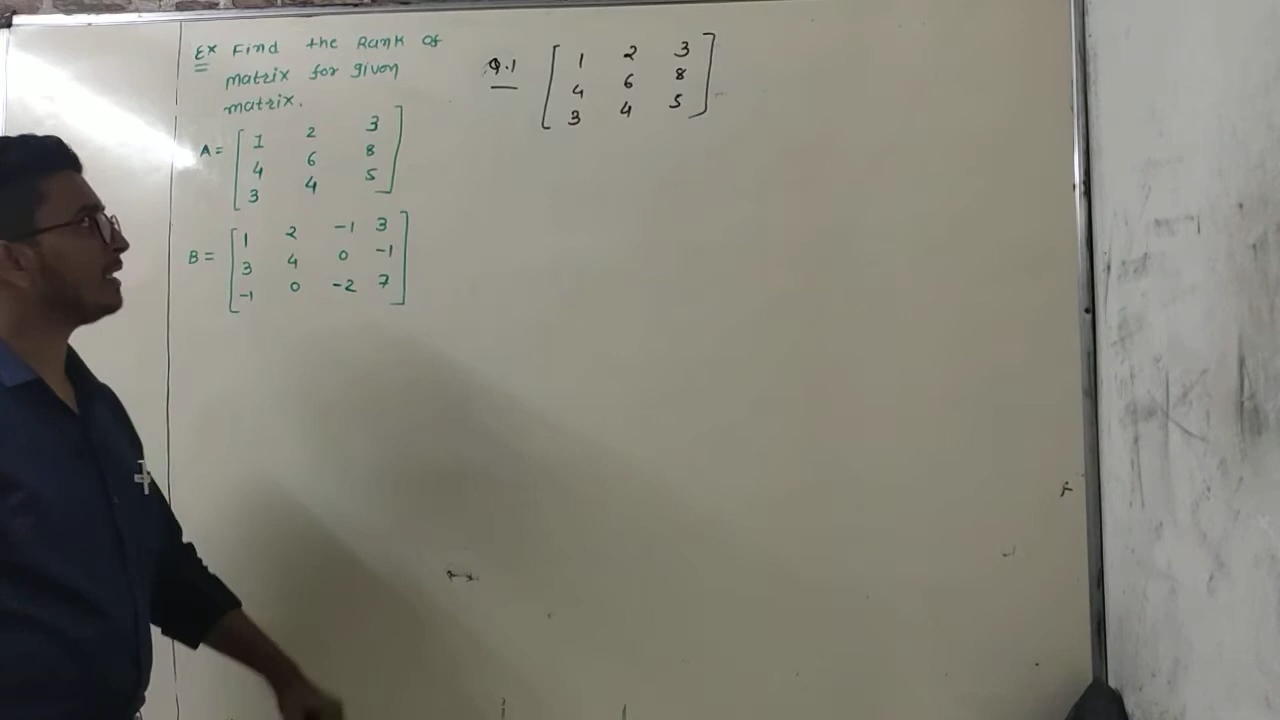 Ex Find the Rank of
matrix for given
matrix.
A = [ 1 2 3
4 6 8
3 4 5 ]
B = [ 1 2 -1 3
3 4 0 -1
-1 0 -2 7 ]
Q.1 [ 1 2 3
4 6 8
3 4 5 ]